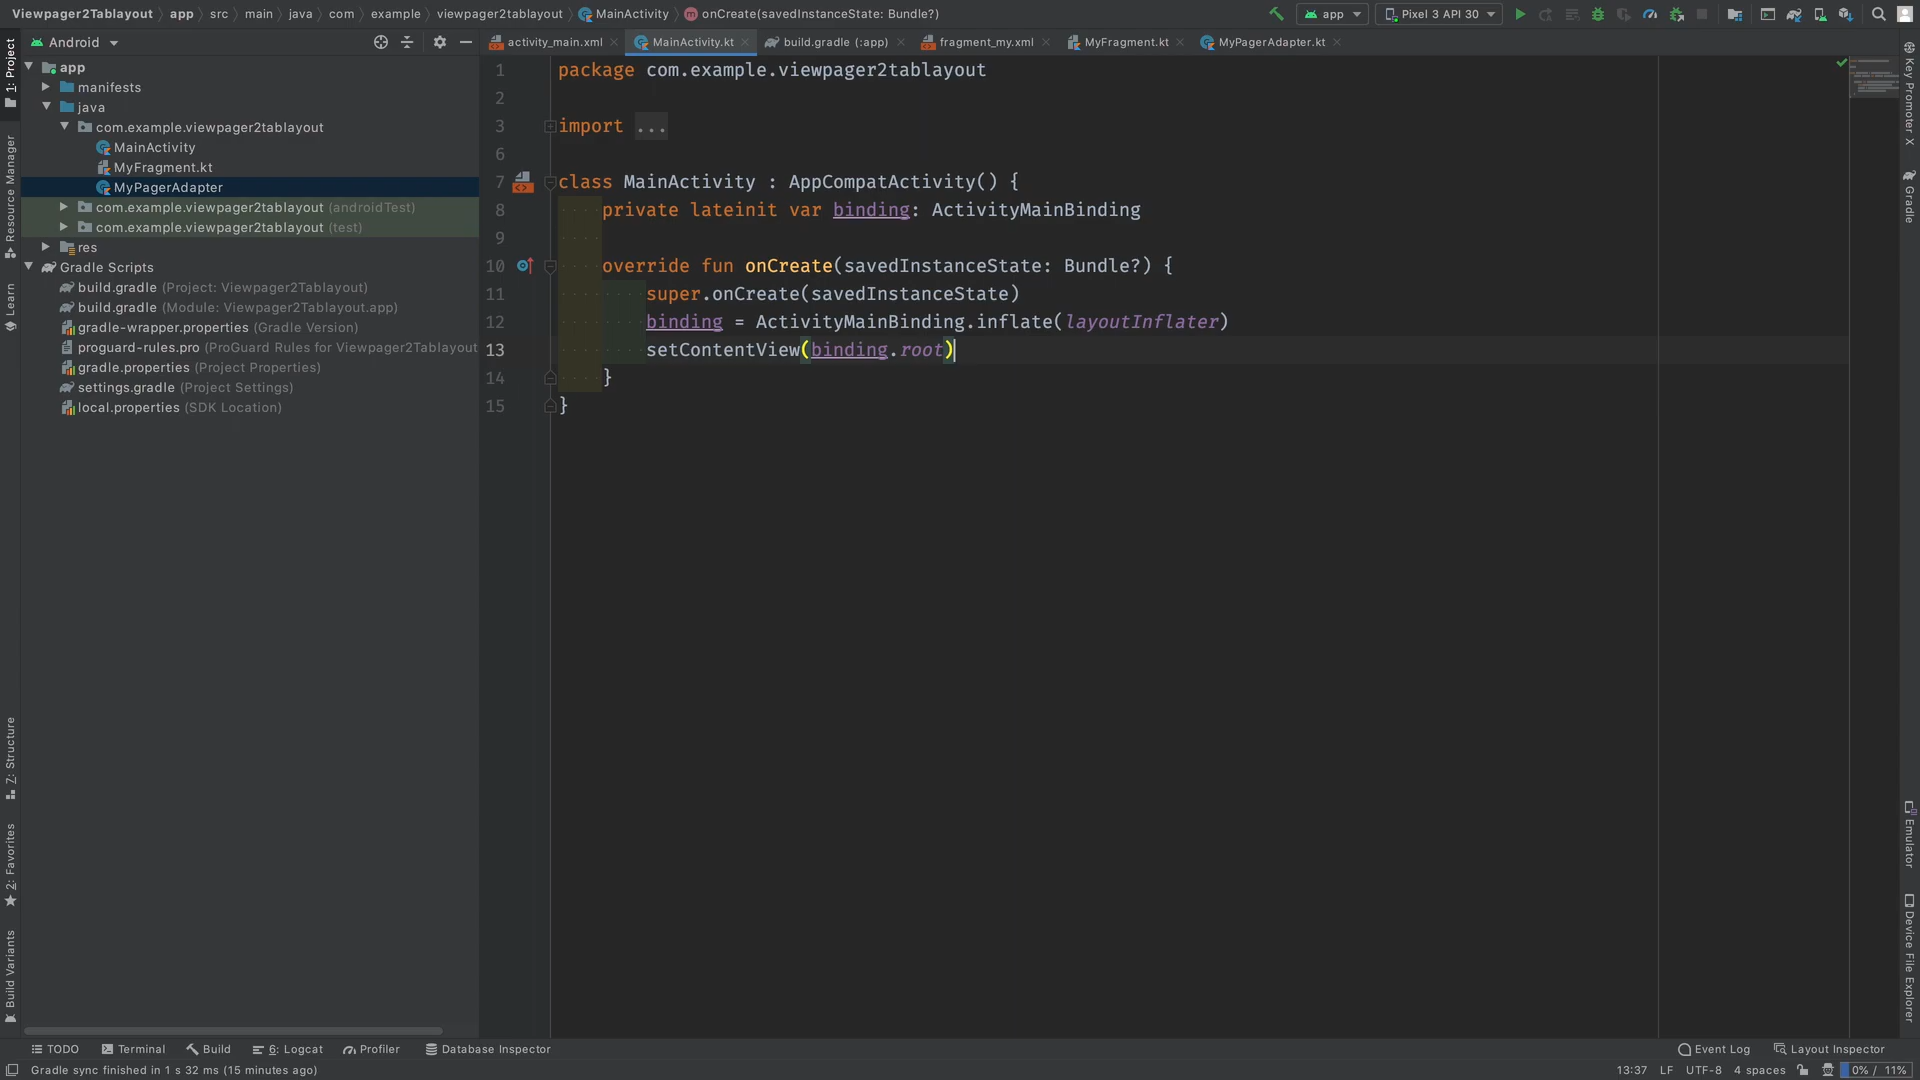 Viewpager2Tablayout app src main java com example viewpager2tablayout MainActivity onCreate(savedInstanceState: Bundle?) app Pixel 3 API 30
Android
activity_main.xml MainActivity.kt build.gradle (:app) fragment_my.xml MyFragment.kt MyPagerAdapter.kt
1: Project
Resource Manager
Learn
Z: Structure
2: Favorites
Build Variants
app
manifests
java
com.example.viewpager2tablayout
MainActivity
MyFragment.kt
MyPagerAdapter
com.example.viewpager2tablayout (androidTest)
com.example.viewpager2tablayout (test)
res
Gradle Scripts
build.gradle (Project: Viewpager2Tablayout)
build.gradle (Module: Viewpager2Tablayout.app)
gradle-wrapper.properties (Gradle Version)
proguard-rules.pro (ProGuard Rules for Viewpager2Tablayout
gradle.properties (Project Properties)
settings.gradle (Project Settings)
local.properties (SDK Location)
1 package com.example.viewpager2tablayout
2
3 import ...
6
7 class MainActivity : AppCompatActivity() {
8 private lateinit var binding: ActivityMainBinding
9
10 override fun onCreate(savedInstanceState: Bundle?) {
11 super.onCreate(savedInstanceState)
12 binding = ActivityMainBinding.inflate(layoutInflater)
13 setContentView(binding.root)
14 }
15 }
Key Promoter X
Gradle
Emulator
Device File Explorer
TODO Terminal Build 6: Logcat Profiler Database Inspector Event Log Layout Inspector
Gradle sync finished in 1 s 32 ms (15 minutes ago) 13:37 LF UTF-8 4 spaces 0% / 11%